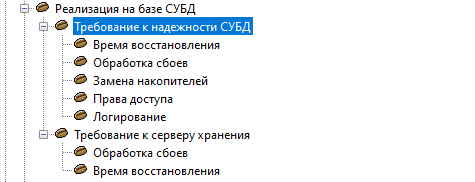 Реализация на базе СУБД
Требование к надежности СУБД
Время восстановления
Обработка сбоев
Замена накопителей
Права доступа
Логирование
Требование к серверу хранения
Обработка сбоев
Время восстановления